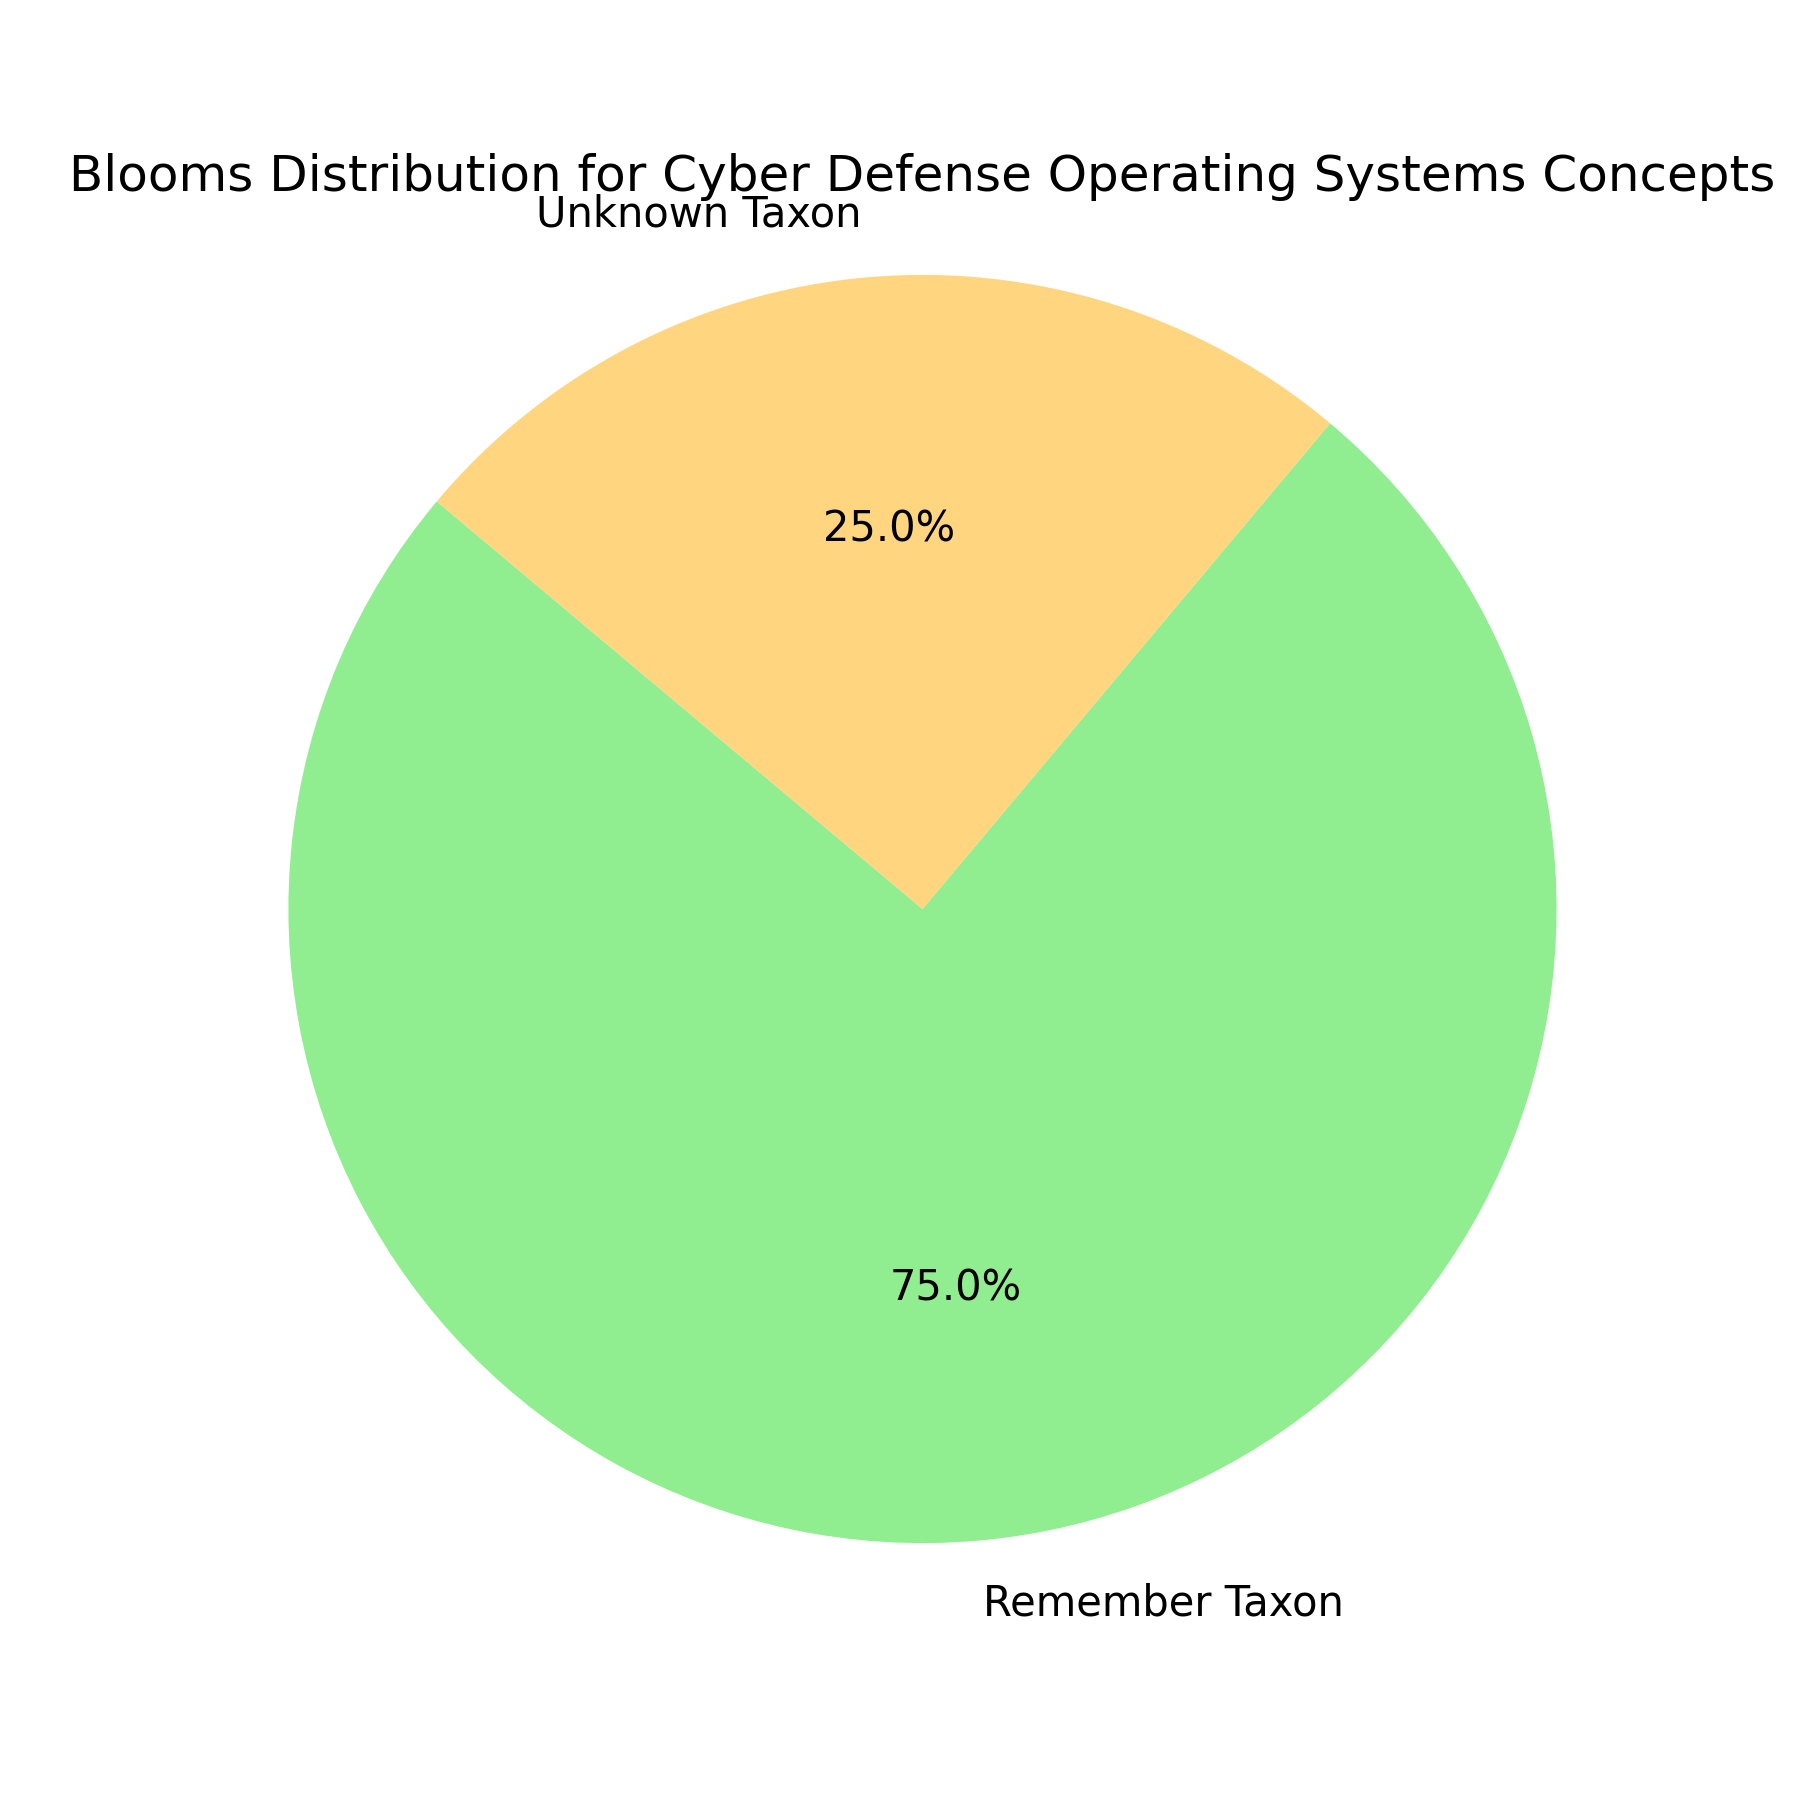 Blooms Distribution for Cyber Defense Operating Systems Concepts
Unknown Taxon
25.0%
75.0%
Remember Taxon